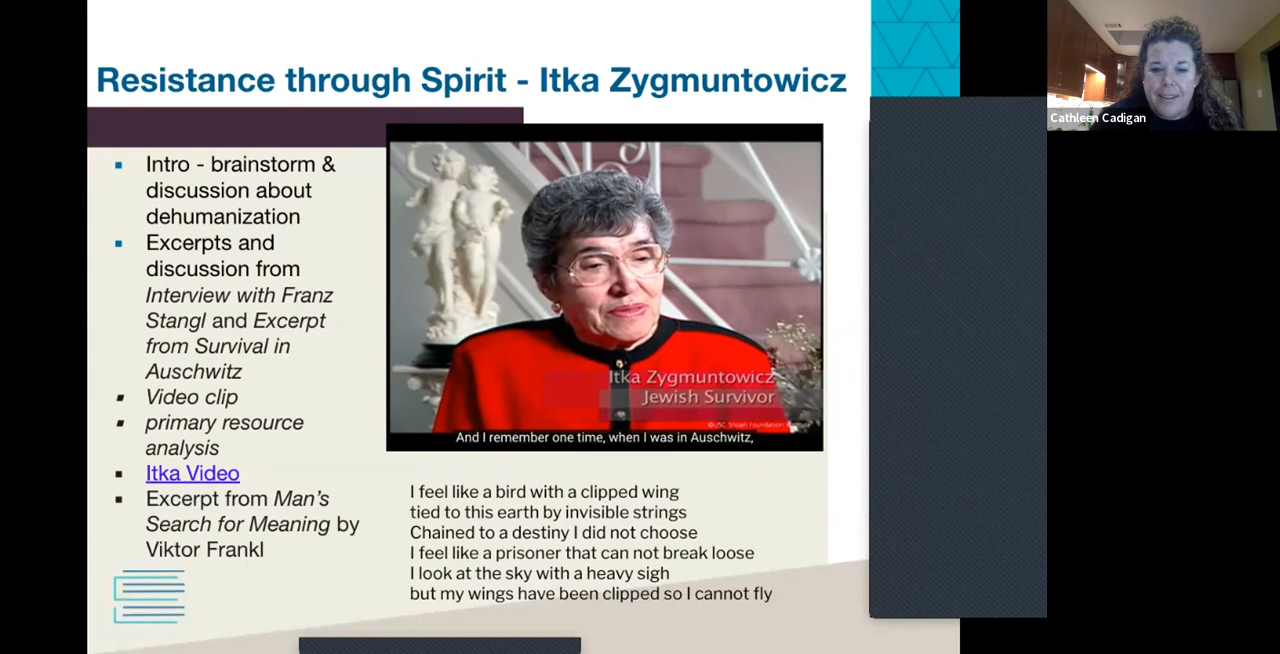 Resistance through Spirit - Itka Zygmuntowicz
Cathleen Cadigan
Intro - brainstorm &
discussion about
dehumanization
Excerpts and
discussion from
Interview with Franz
Stangl and Excerpt
from Survival in
Auschwitz
Video clip
primary resource
analysis
Itka Video
Excerpt from Man's
Search for Meaning by
Viktor Frankl
Itka Zygmuntowicz
Jewish Survivor
©USC Shoah Foundation Institute
And I remember one time, when I was in Auschwitz,
I feel like a bird with a clipped wing
tied to this earth by invisible strings
Chained to a destiny I did not choose
I feel like a prisoner that can not break loose
I look at the sky with a heavy sigh
but my wings have been clipped so I cannot fly